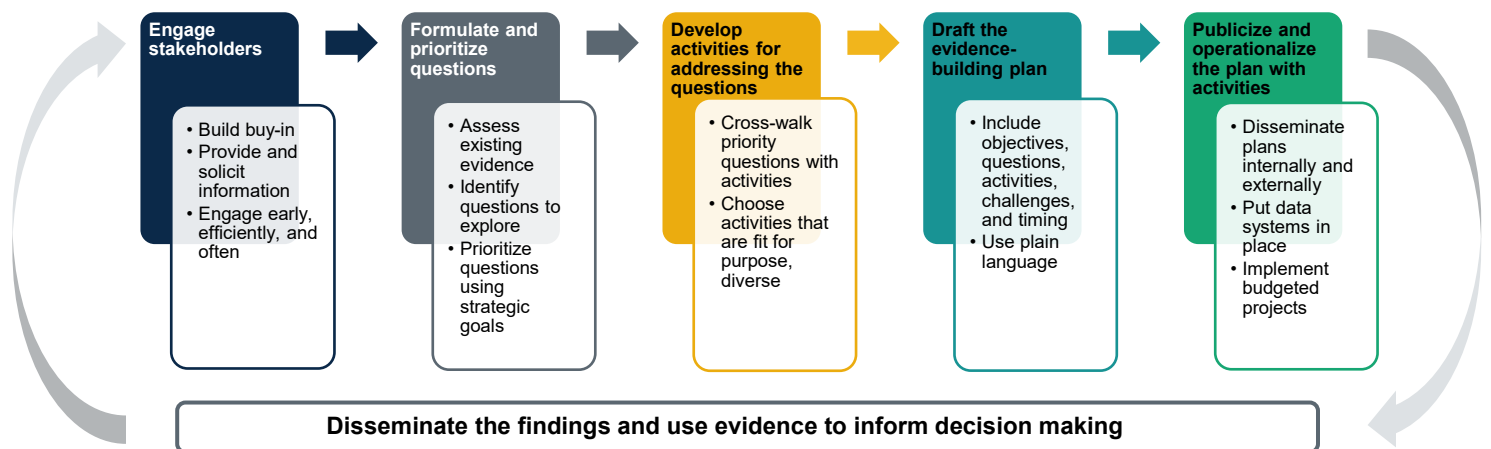 Engage
stakeholders
• Build buy-in
• Provide and
solicit
information
• Engage early,
efficiently, and
often
Formulate and
prioritize
questions
• Assess
existing
evidence
• Identify
questions to
explore
• Prioritize
questions
using
strategic
goals
Develop
activities for
addressing the
questions
• Cross-walk
priority
questions with
activities
• Choose
activities that
are fit for
purpose,
diverse
Draft the
evidence-
building plan
• Include
objectives,
questions,
activities,
challenges,
and timing
• Use plain
language
Publicize and
operationalize
the plan with
activities
• Disseminate
plans
internally and
externally
• Put data
systems in
place
• Implement
budgeted
projects
Disseminate the findings and use evidence to inform decision making